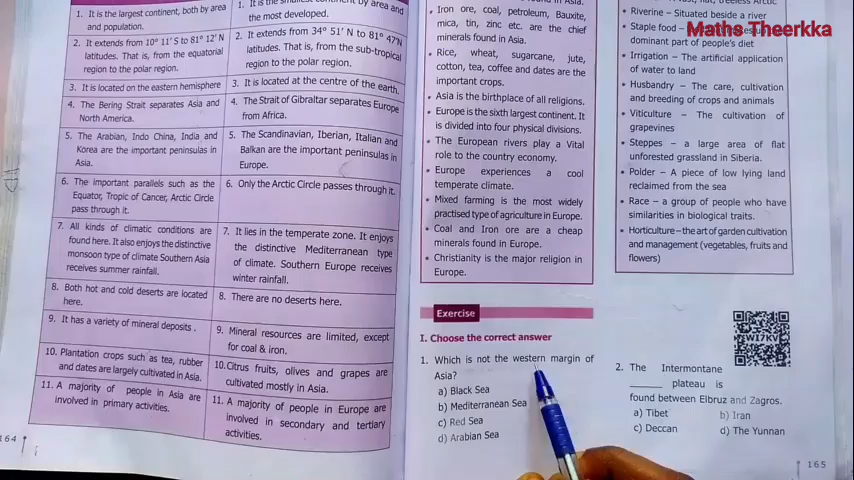 1. It is the largest continent, both by area
and population.
2. It extends from 10° 11' S to 81° 12' N
latitudes. That is, from the equatorial
region to the polar region.
3. It is located on the eastern hemisphere
4. The Bering Strait separates Asia and
North America.
5. The Arabian, Indo China, India and
Korea are the important peninsulas in
Asia.
6. The important parallels such as the
Equator, Tropic of Cancer, Arctic Circle
pass through it.
7. All kinds of climatic conditions are
found here. It also enjoys the distinctive
monsoon type of climate Southern Asia
receives summer rainfall.
8. Both hot and cold deserts are located
here.
9. It has a variety of mineral deposits .
10. Plantation crops such as tea, rubber
and dates are largely cultivated in Asia.
11. A majority of people in Asia are
involved in primary activities.
164
1. It is the smallest continent by area and
the most developed.
2. It extends from 34° 51' N to 81° 47'N
latitudes. That is, from the sub-tropical
region to the polar region.
3. It is located at the centre of the earth.
4. The Strait of Gibraltar separates Europe
from Africa.
5. The Scandinavian, Iberian, Italian and
Balkan are the important peninsulas in
Europe.
6. Only the Arctic Circle passes through it.
7. It lies in the temperate zone. It enjoys
the distinctive Mediterranean type
of climate. Southern Europe receives
winter rainfall.
8. There are no deserts here.
9. Mineral resources are limited, except
for coal & iron.
10. Citrus fruits, olives and grapes are
cultivated mostly in Asia.
11. A majority of people in Europe are
involved in secondary and tertiary
activities.
in Asia.
• Iron ore, coal, petroleum, Bauxite,
mica, tin, zinc etc. are the chief
minerals found in Asia.
• Rice, wheat, sugarcane, jute,
cotton, tea, coffee and dates are the
important crops.
• Asia is the birthplace of all religions.
• Europe is the sixth largest continent. It
is divided into four physical divisions.
• The European rivers play a Vital
role to the country economy.
• Europe experiences a cool
temperate climate.
• Mixed farming is the most widely
practised type of agriculture in Europe.
• Coal and Iron ore are a cheap
minerals found in Europe.
• Christianity is the major religion in
Europe.
Exercise
I. Choose the correct answer
1. Which is not the western margin of
Asia?
a) Black Sea
b) Mediterranean Sea
c) Red Sea
d) Arabian Sea
flat, treeless Arctic
• Riverine – Situated beside a river
• Staple food – up
dominant part of people's diet
Maths Theerkka
• Irrigation – The artificial application
of water to land
• Husbandry – The care, cultivation
and breeding of crops and animals
• Viticulture – The cultivation of
grapevines
• Steppes – a large area of flat
unforested grassland in Siberia.
• Polder – A piece of low lying land
reclaimed from the sea
• Race – a group of people who have
similarities in biological traits.
• Horticulture – the art of garden cultivation
and management (vegetables, fruits and
flowers)
WI7KV
2. The Intermontane
______ plateau is
found between Elbruz and Zagros.
a) Tibet b) Iran
c) Deccan d) The Yunnan
165